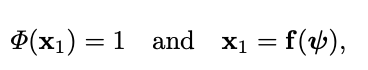 Φ(x₁) = 1 and x₁ = f(ψ),